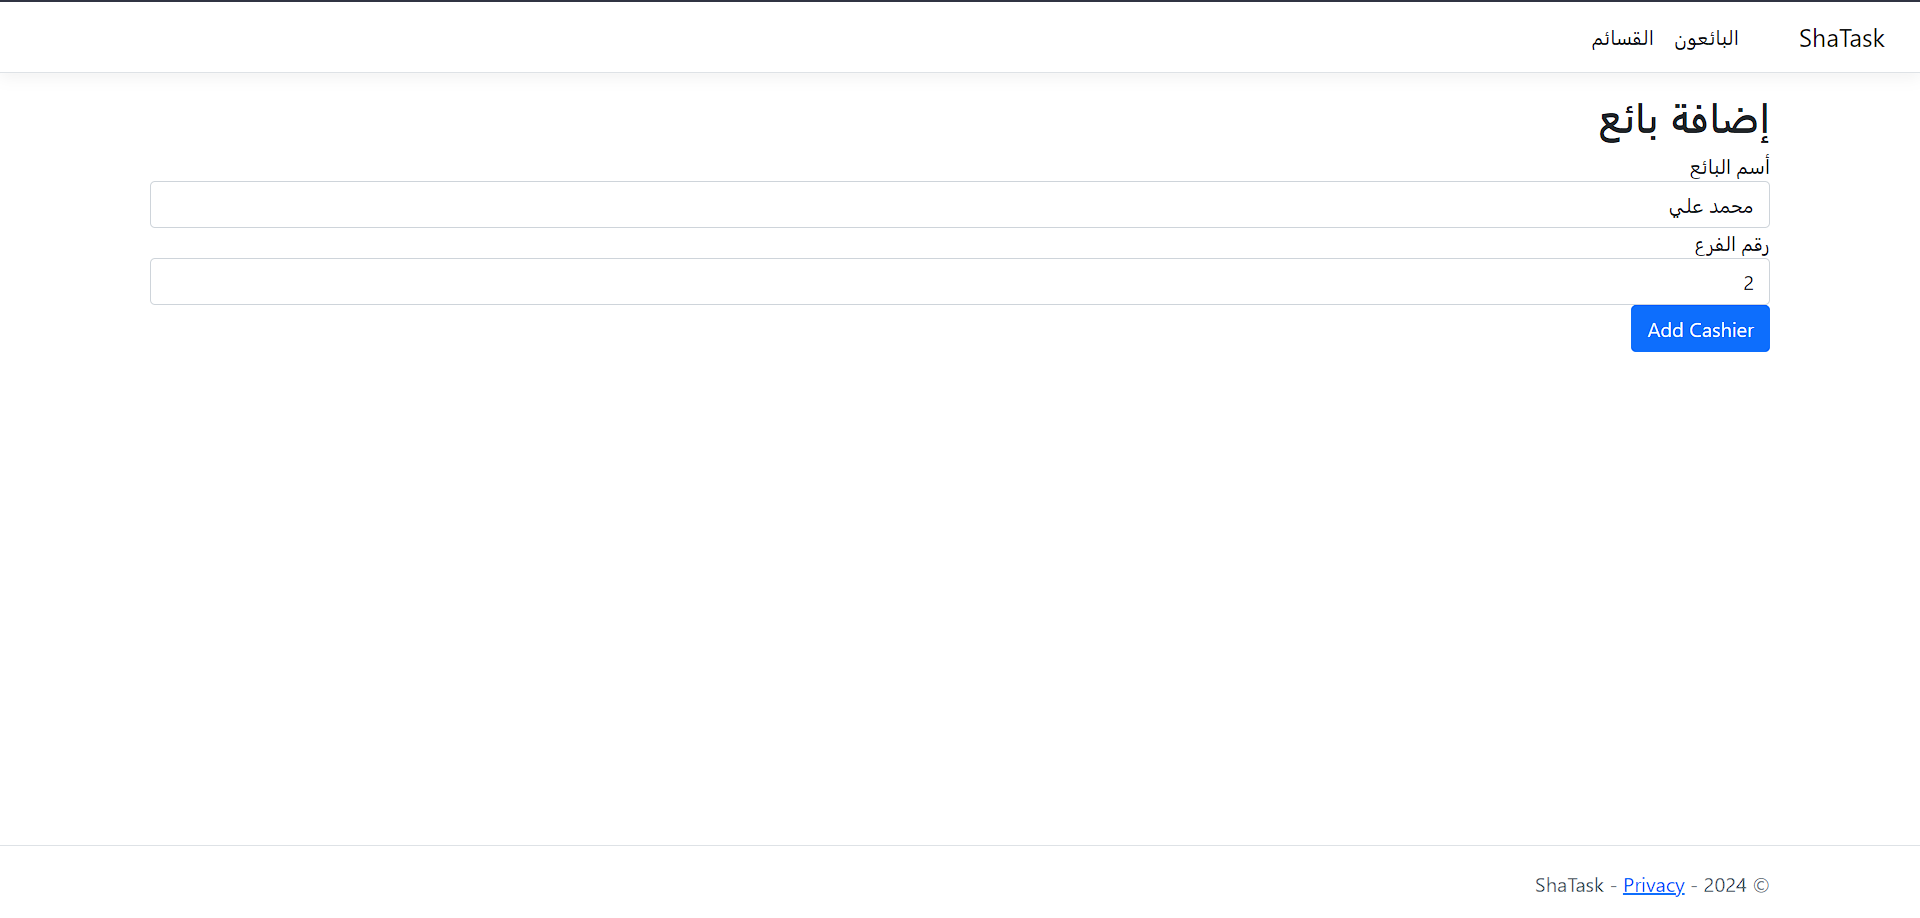 ShaTask البائعون القسائم
إضافة بائع
أسم البائع
محمد علي
رقم الفرع
2
Add Cashier
© 2024 - Privacy - ShaTask